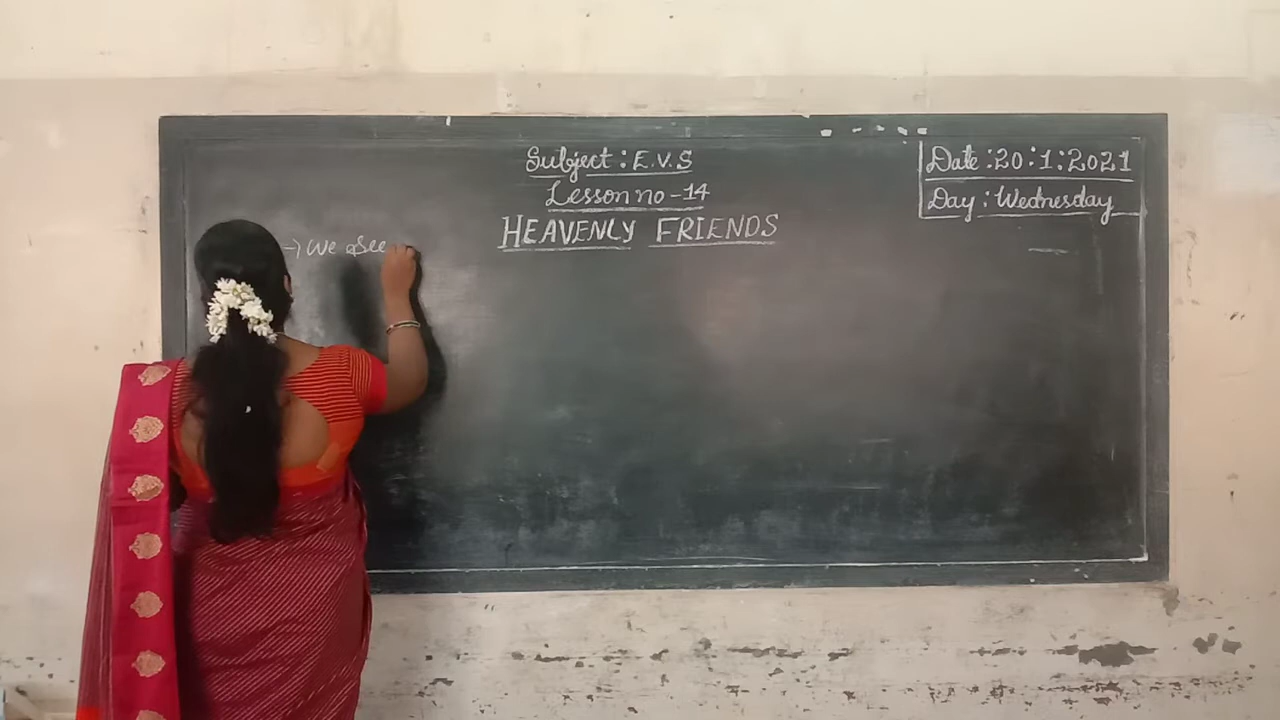 Subject : E.V.S
Lesson no - 14
HEAVENLY FRIENDS
Date : 20 : 1 : 2021
Day : Wednesday
→ We see